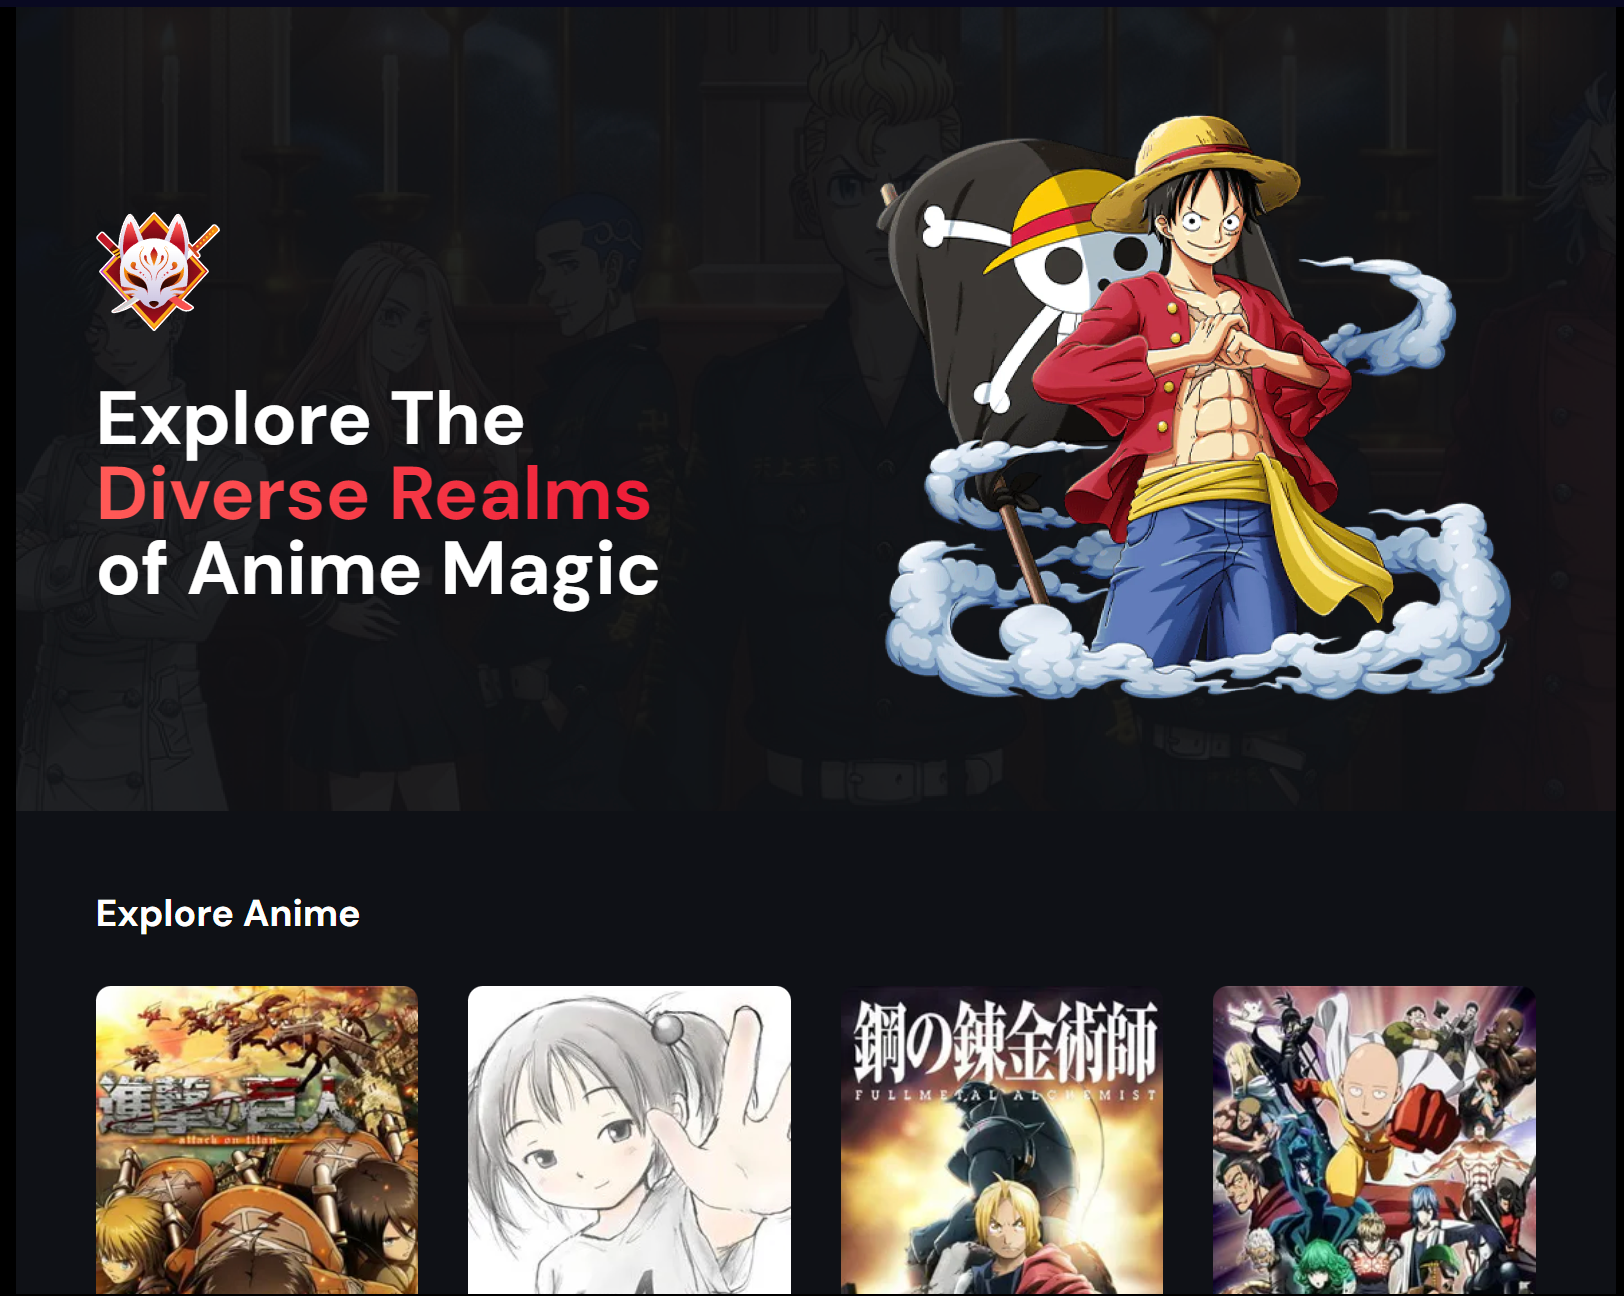 Explore The
Diverse Realms
of Anime Magic
Explore Anime
進撃の巨人
attack on titan
鋼の錬金術師
FULLMETAL ALCHEMIST